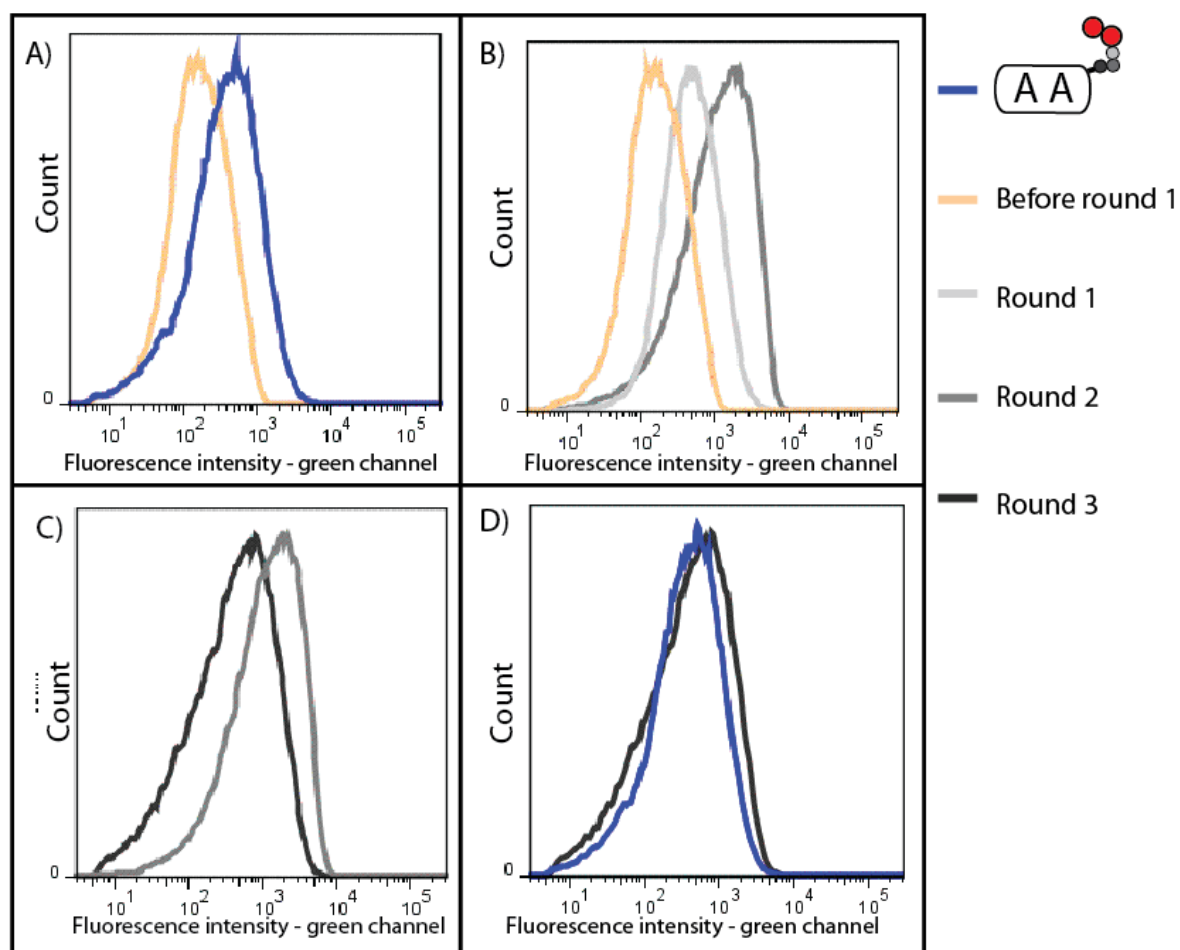 A)
Count
0
10^1 10^2 10^3 10^4 10^5
Fluorescence intensity - green channel
B)
Count
0
10^1 10^2 10^3 10^4 10^5
Fluorescence intensity - green channel
A A
Before round 1
Round 1
Round 2
Round 3
C)
Count
0
10^1 10^2 10^3 10^4 10^5
Fluorescence intensity - green channel
D)
Count
0
10^1 10^2 10^3 10^4 10^5
Fluorescence intensity - green channel